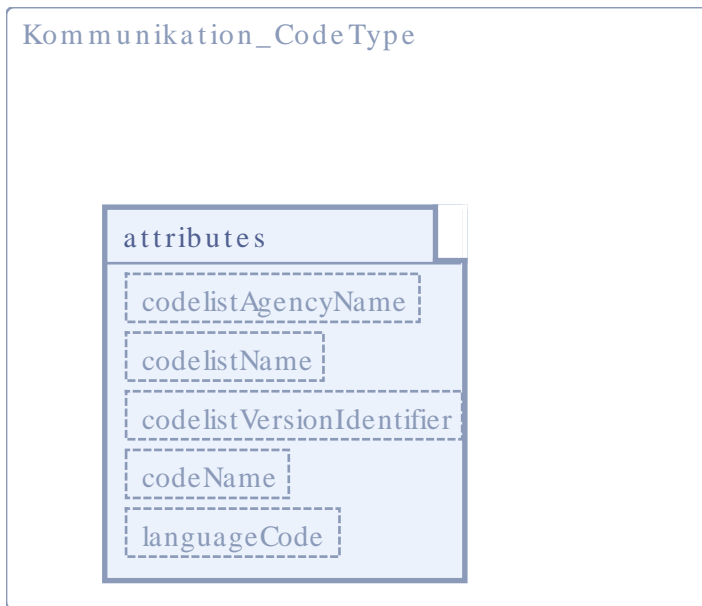 Kommunikation_CodeType
attributes
codelistAgencyName
codelistName
codelistVersionIdentifier
codeName
languageCode